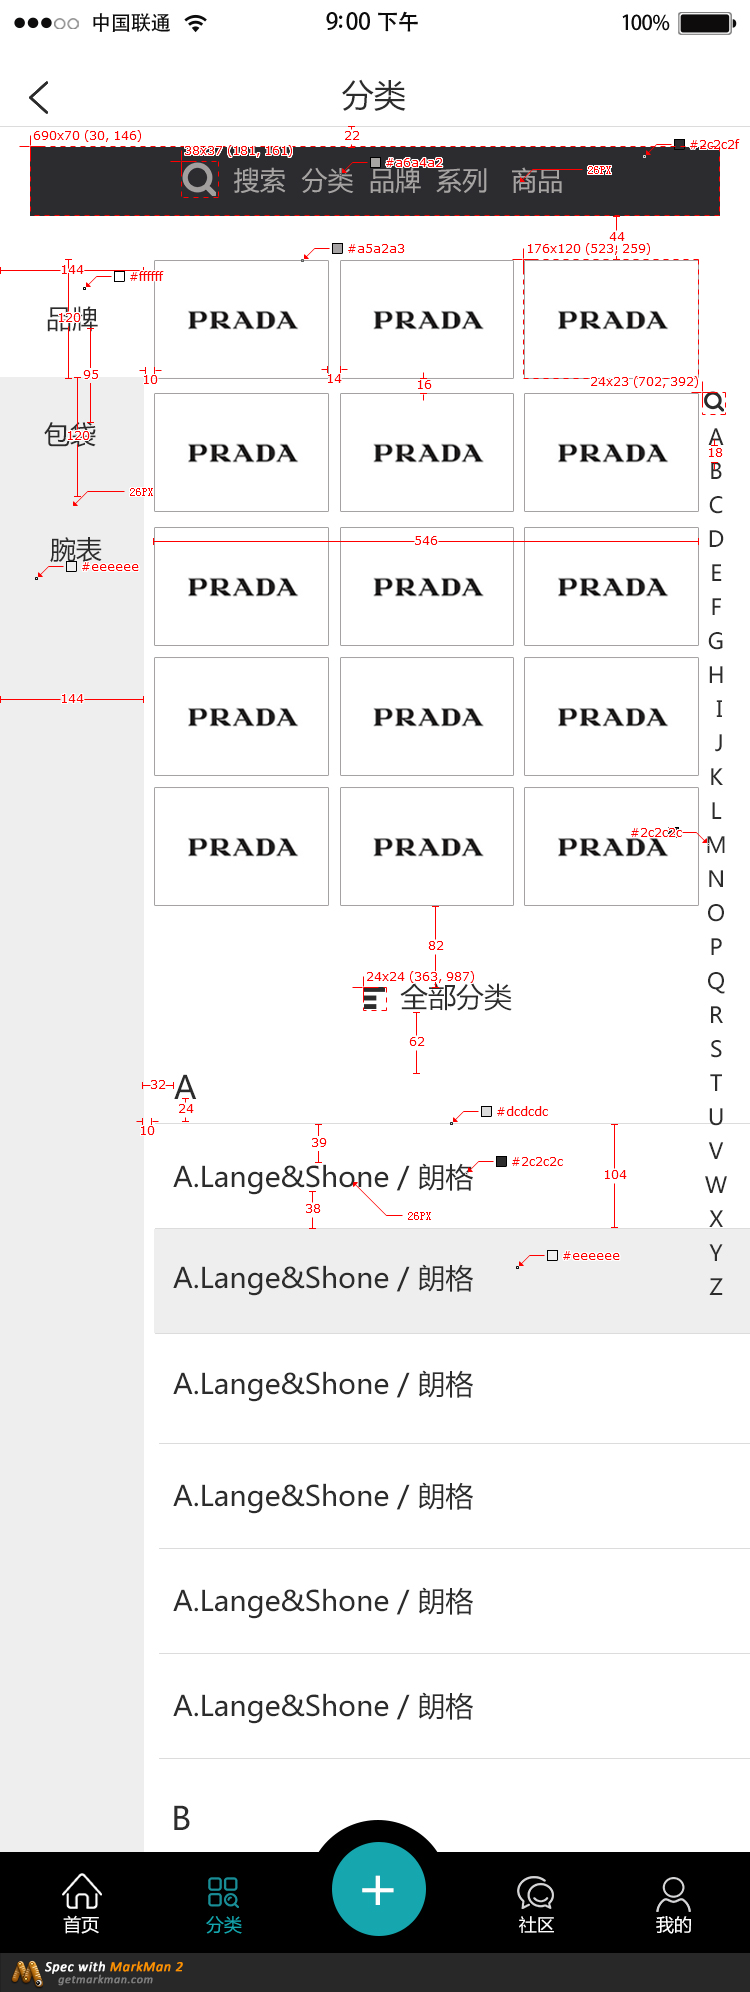 中国联通 9:00 下午 100%
分类
690x70 (30, 146) 22 #2c2c2f
38x37 (181, 161) #a6a4a2 26PX
搜索 分类 品牌 系列 商品
44
#a5a2a3 176x120 (523, 259)
144 #ffffff
品牌 120 PRADA PRADA PRADA
95 10 14 16 24x23 (702, 392)
包袋 120 PRADA PRADA PRADA
26PX
546
腕表
#eeeeee
PRADA PRADA PRADA
144
PRADA PRADA PRADA
#2c2c2c
PRADA PRADA PRADA
A
18
B
C
D
E
F
G
H
I
J
K
L
M
N
O
P
Q
R
S
T
U
V
W
X
Y
Z
82
24x24 (363, 987)
全部分类
62
32 A
24
10
#dcdcdc
39
#2c2c2c
A.Lange&Shone / 朗格
104
38 26PX
#eeeeee
A.Lange&Shone / 朗格
A.Lange&Shone / 朗格
A.Lange&Shone / 朗格
A.Lange&Shone / 朗格
A.Lange&Shone / 朗格
B
首页 分类 + 社区 我的
Spec with MarkMan 2
getmarkman.com